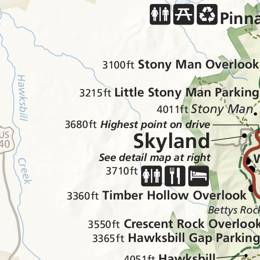 Pinna
3100ft Stony Man Overlook
Hawksbill
3215ft Little Stony Man Parking
4011ft Stony Man
3680ft Highest point on drive
US
40
Skyland
See detail map at right
Creek
3710ft
3360ft Timber Hollow Overlook
Bettys Rock
3550ft Crescent Rock Overlook
3365ft Hawksbill Gap Parking
4051ft Hawksbill